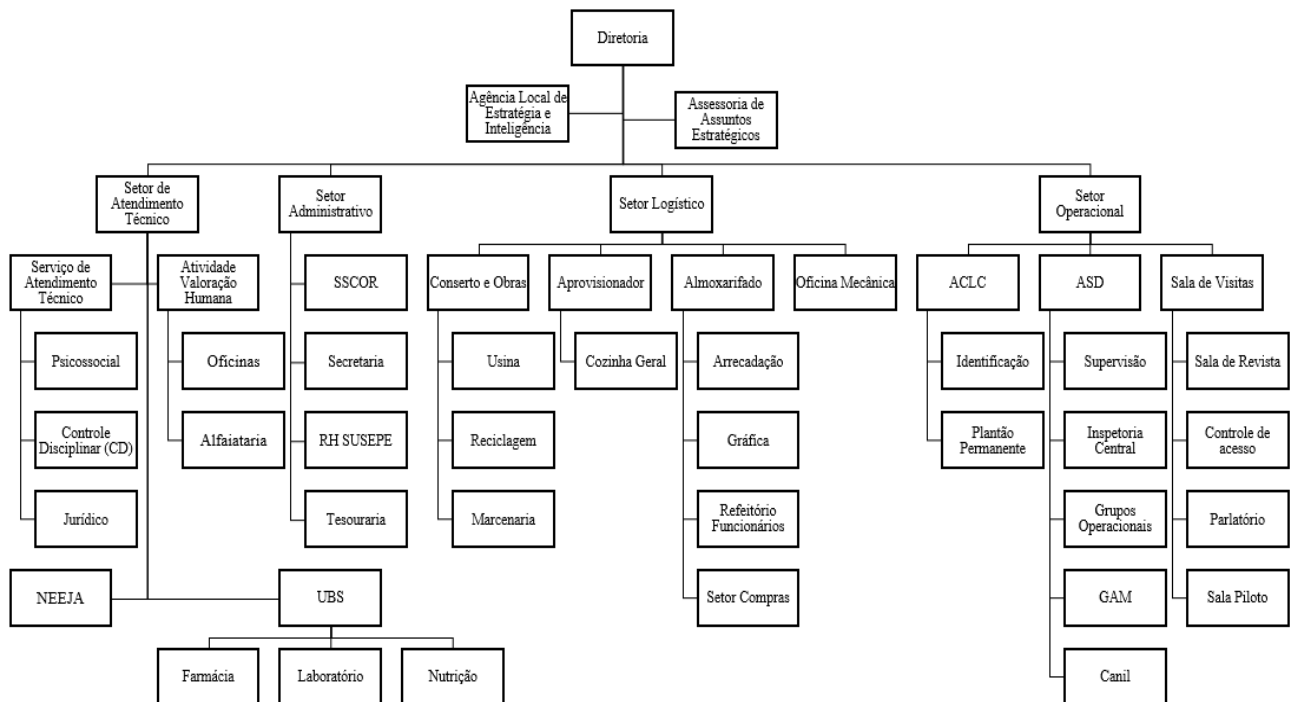 Diretoria
Agência Local de
Estratégia e
Inteligência
Assessoria de
Assuntos
Estratégicos
Setor de
Atendimento
Técnico
Setor
Administrativo
Setor Logístico
Setor
Operacional
Serviço de
Atendimento
Técnico
Atividade
Valoração
Humana
SSCOR
Conserto e Obras
Aprovisionador
Almoxarifado
Oficina Mecânica
ACLC
ASD
Sala de Visitas
Psicossocial
Oficinas
Secretaria
Usina
Cozinha Geral
Arrecadação
Identificação
Supervisão
Sala de Revista
Controle
Disciplinar (CD)
Alfaiataria
RH SUSEPE
Reciclagem
Gráfica
Plantão
Permanente
Inspetoria
Central
Controle de
acesso
Jurídico
Tesouraria
Marcenaria
Refeitório
Funcionários
Grupos
Operacionais
Parlatório
NEEJA
UBS
Setor Compras
GAM
Sala Piloto
Farmácia
Laboratório
Nutrição
Canil